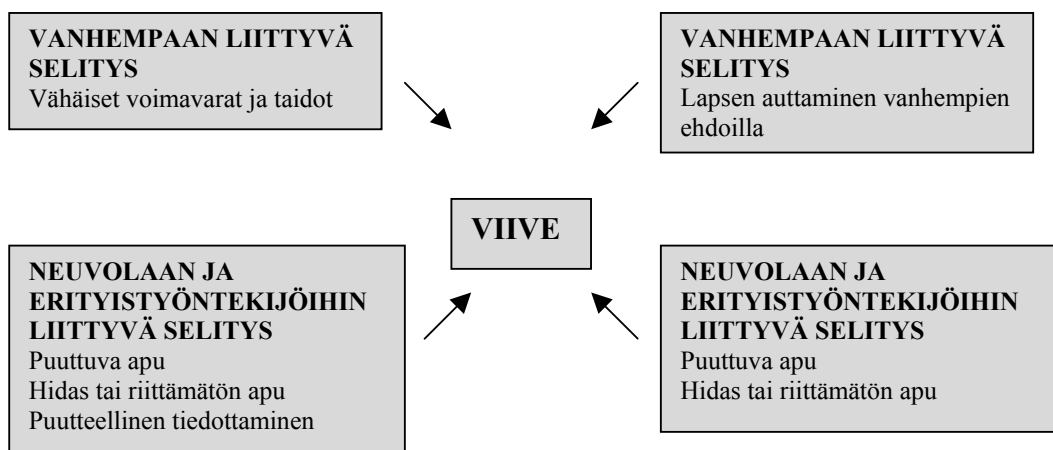 VANHEMPAAN LIITTYVÄ
SELITYS
Vähäiset voimavarat ja taidot
VANHEMPAAN LIITTYVÄ
SELITYS
Lapsen auttaminen vanhempien
ehdoilla
VIIVE
NEUVOLAAN JA
ERITYISTYÖNTEKIJÖIHIN
LIITTYVÄ SELITYS
Puuttuva apu
Hidas tai riittämätön apu
Puutteellinen tiedottaminen
NEUVOLAAN JA
ERITYISTYÖNTEKIJÖIHIN
LIITTYVÄ SELITYS
Puuttuva apu
Hidas tai riittämätön apu